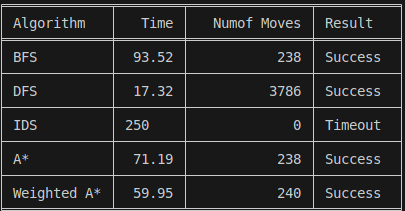 Algorithm Time Numof Moves Result
BFS 93.52 238 Success
DFS 17.32 3786 Success
IDS 250 0 Timeout
A* 71.19 238 Success
Weighted A* 59.95 240 Success